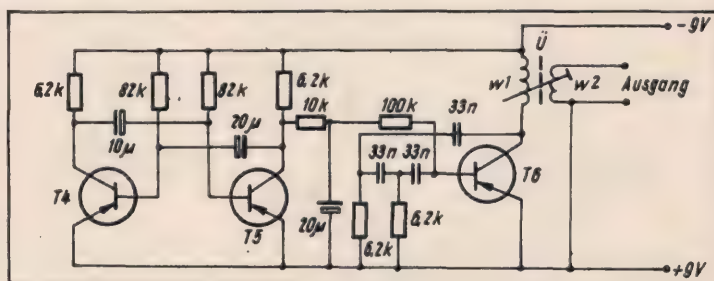 -9V
Ü
6,2k
82k
82k
6,2k
w1
w2
Ausgang
10k
100k
33n
10µ
20µ
33n
33n
T4
T5
T6
20µ
6,2k
6,2k
+9V